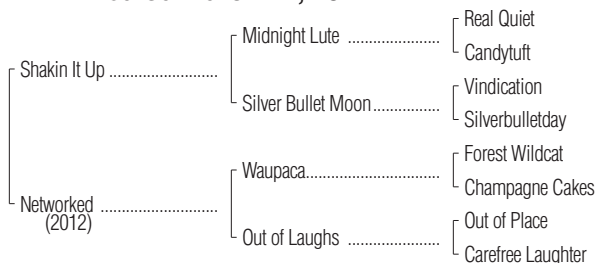 Real Quiet
Midnight Lute
Candytuft
Shakin It Up
Vindication
Silver Bullet Moon
Silverbulletday
Forest Wildcat
Waupaca
Champagne Cakes
Networked
(2012)
Out of Place
Out of Laughs
Carefree Laughter